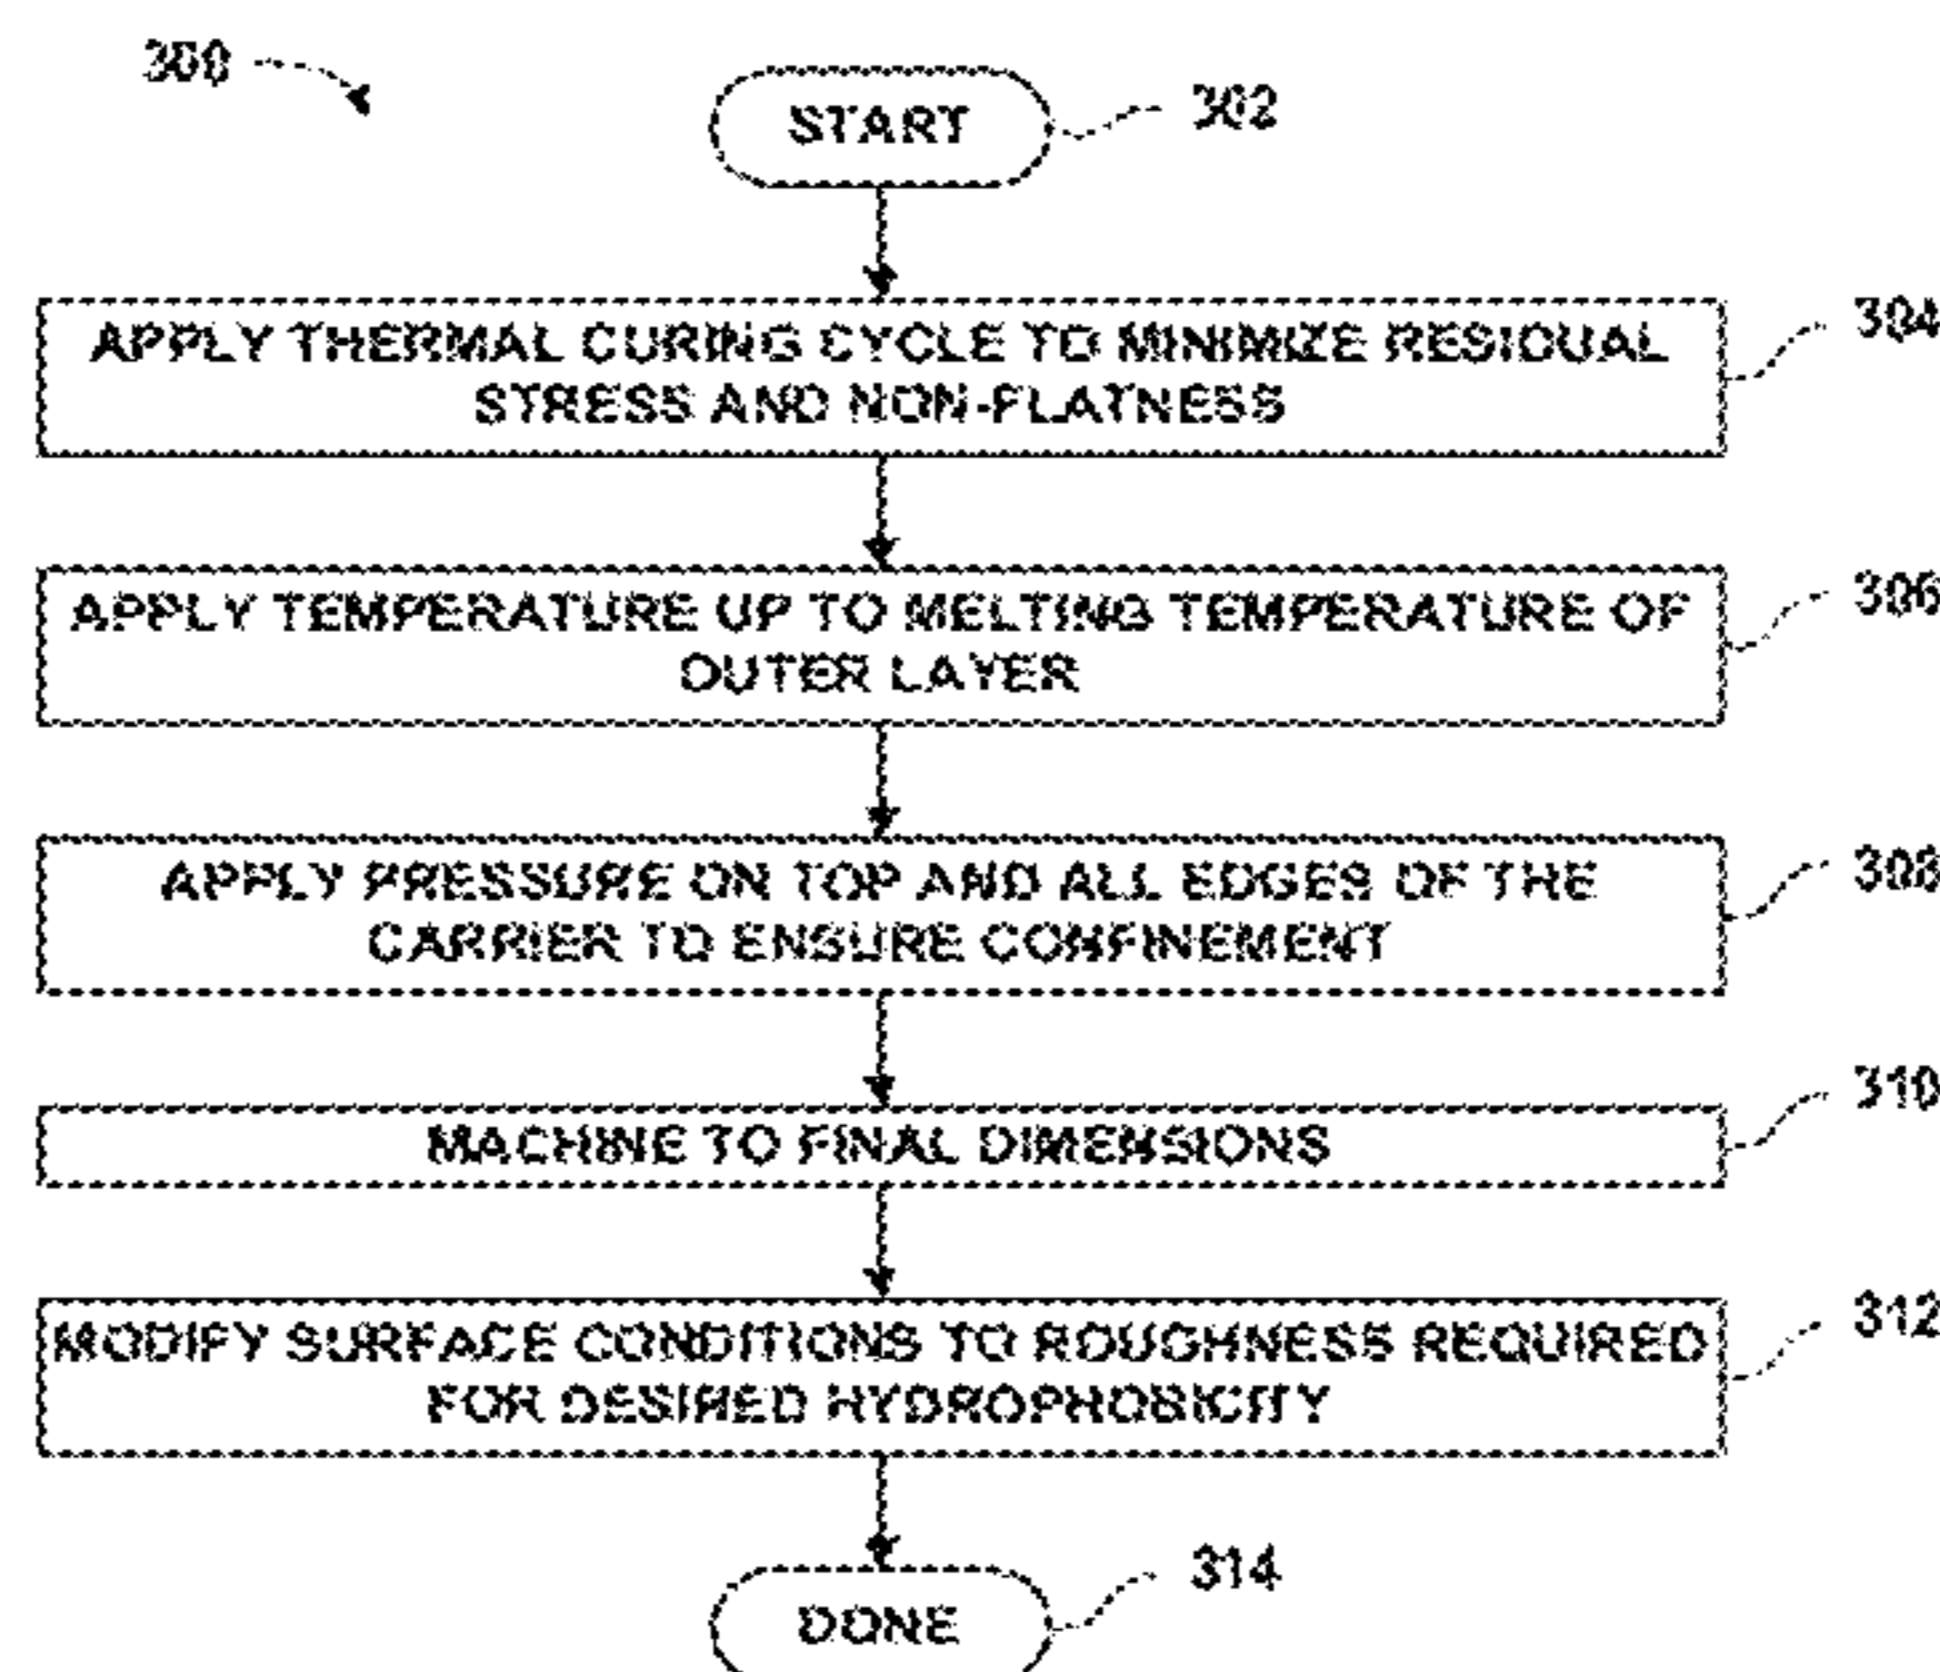 300
START
302
APPLY THERMAL CURING CYCLE TO MINIMIZE RESIDUAL
STRESS AND NON-FLATNESS
304
APPLY TEMPERATURE UP TO MELTING TEMPERATURE OF
OUTER LAYER
306
APPLY PRESSURE ON TOP AND ALL EDGES OF THE
CARRIER TO ENSURE CONFINEMENT
308
MACHINE TO FINAL DIMENSIONS
310
MODIFY SURFACE CONDITIONS TO ROUGHNESS REQUIRED
FOR DESIRED HYDROPHOBICITY
312
DONE
314